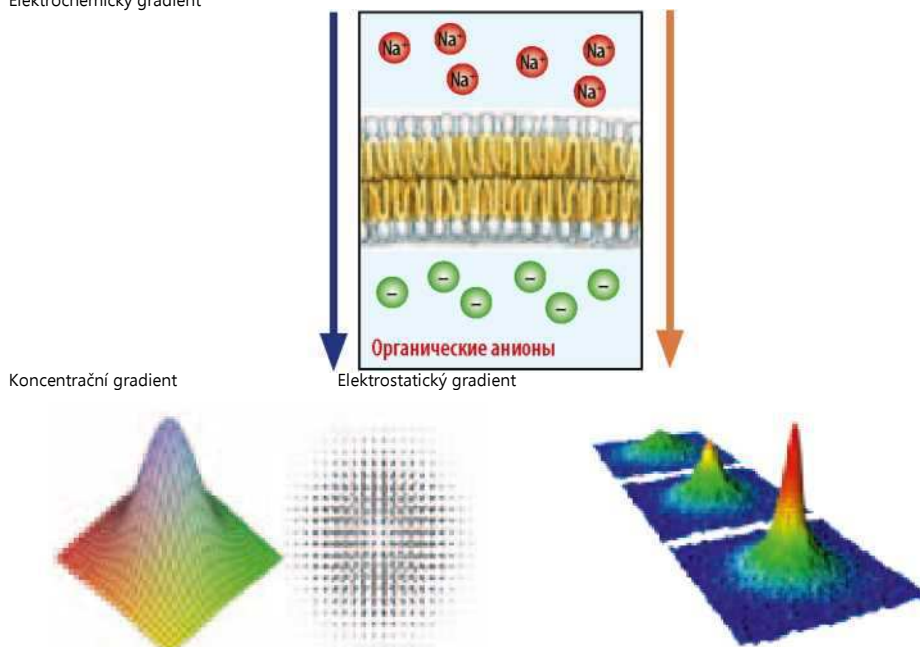 Elektrochemický gradient
Na⁺ Na⁺ Na⁺ Na⁺ Na⁺ Na⁺
− − − − − −
Органические анионы
Koncentrační gradient Elektrostatický gradient